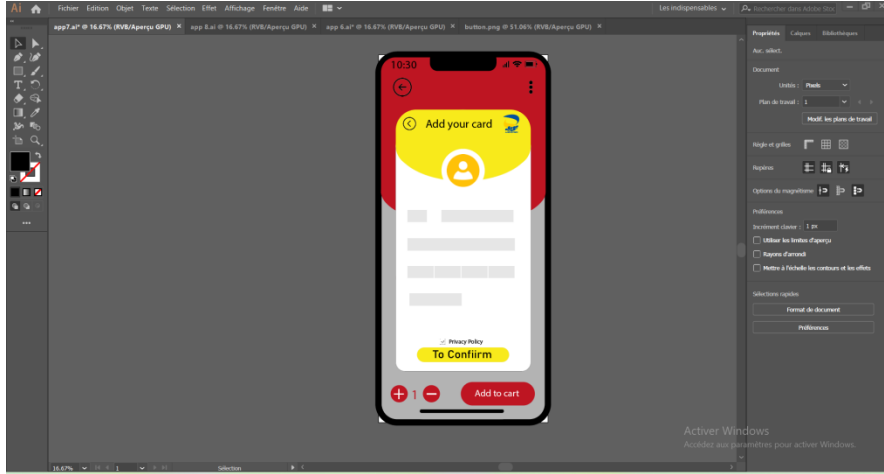 Ai Fichier Edition Objet Texte Sélection Effet Affichage Fenêtre Aide Les indispensables Rechercher dans Adobe Stoc
app7.ai* @ 16.67% (RVB/Aperçu GPU) × app 8.ai @ 16.67% (RVB/Aperçu GPU) × app 6.ai* @ 16.67% (RVB/Aperçu GPU) × button.png @ 51.06% (RVB/Aperçu GPU) ×
Propriétés Calques Bibliothèques
Auc. sélect.
Document
Unités : Pixels
Plan de travail : 1
Modif. les plans de travail
Règle et grilles
Repères
Options du magnétisme
Préférences
Incrément clavier : 1 px
Utiliser les limites d'aperçu
Rayons d'arrondi
Mettre à l'échelle les contours et les effets
Sélections rapides
Format de document
Préférences
10:30
Add your card
Privacy Policy
To Confiirm
1
Add to cart
Activer Windows
Accédez aux paramètres pour activer Windows.
16.67% 1 Sélection